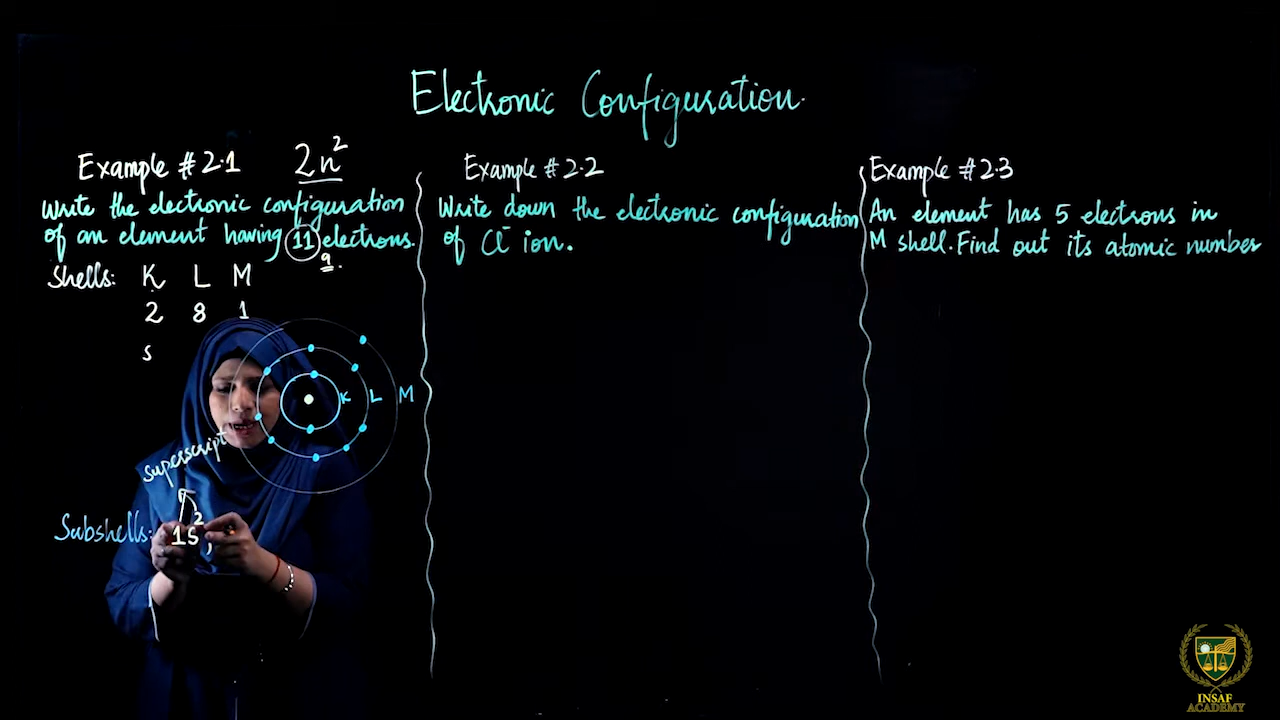 Electronic Configuration
Example # 2.1 2n²
Write the electronic configuration
of an element having 11 electrons.
9
Shells: K L M
2 8 1
s
K L M
Superscript
Subshells: 1s²,
Example # 2.2
Write down the electronic configuration
of Cl⁻ ion.
Example # 2.3
An element has 5 electrons in
M shell. Find out its atomic number
INSAF
ACADEMY